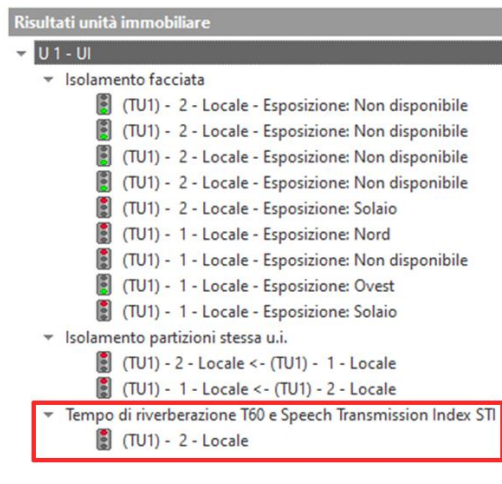 Risultati unità immobiliare
U 1 - UI
Isolamento facciata
(TU1) - 2 - Locale - Esposizione: Non disponibile
(TU1) - 2 - Locale - Esposizione: Non disponibile
(TU1) - 2 - Locale - Esposizione: Non disponibile
(TU1) - 2 - Locale - Esposizione: Non disponibile
(TU1) - 2 - Locale - Esposizione: Solaio
(TU1) - 1 - Locale - Esposizione: Nord
(TU1) - 1 - Locale - Esposizione: Non disponibile
(TU1) - 1 - Locale - Esposizione: Ovest
(TU1) - 1 - Locale - Esposizione: Solaio
Isolamento partizioni stessa u.i.
(TU1) - 2 - Locale <- (TU1) - 1 - Locale
(TU1) - 1 - Locale <- (TU1) - 2 - Locale
Tempo di riverberazione T60 e Speech Transmission Index STI
(TU1) - 2 - Locale